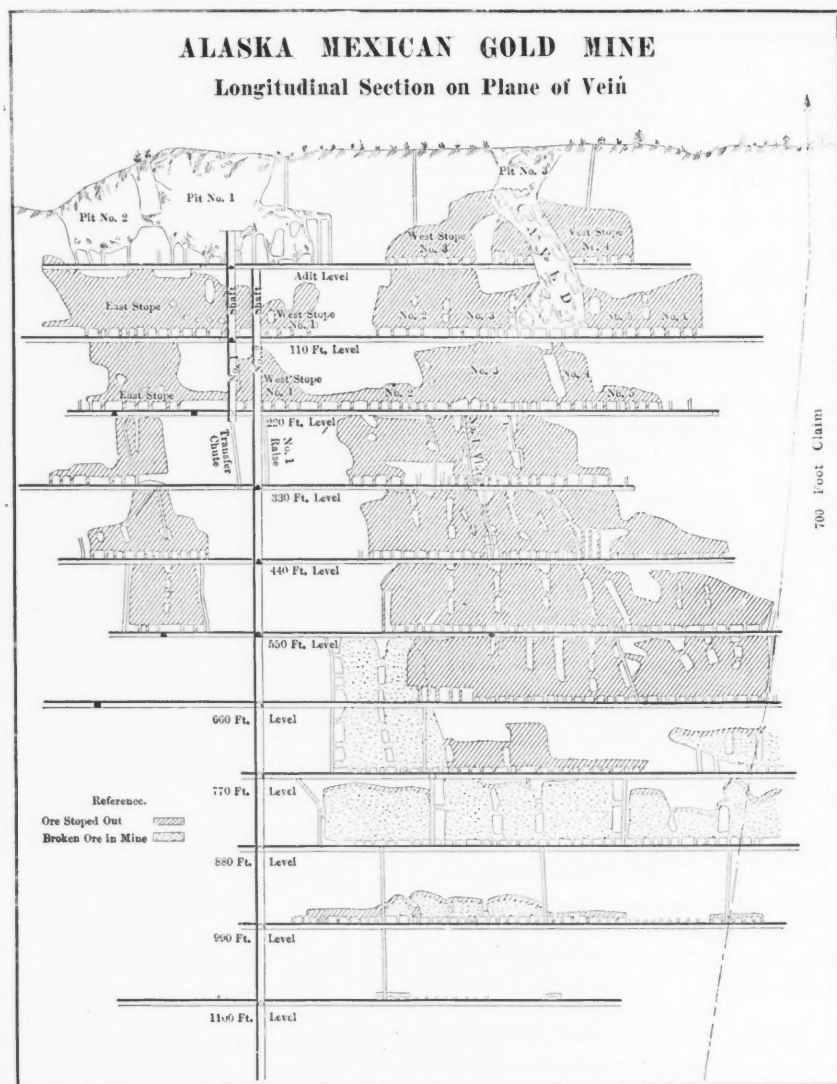 ALASKA MEXICAN GOLD MINE
Longitudinal Section on Plane of Vein
Pit No. 2
Pit No. 1
Pit No. 3
West Stope
No. 3
CAVED
West Stope
No. 4
Adit Level
East Stope
Shaft
Shaft
West Stope
No. 1
No. 2
No. 3
No. 5
No. 6
110 Ft. Level
East Stope
No. 1
West Stope
No. 1
No. 2
No. 3
No. 4
No. 5
220 Ft. Level
Transfer
Chute
No. 1
Raise
700 Foot Claim
330 Ft. Level
440 Ft. Level
550 Ft. Level
660 Ft. Level
770 Ft. Level
Reference.
Ore Stoped Out
Broken Ore in Mine
880 Ft. Level
990 Ft. Level
1100 Ft. Level